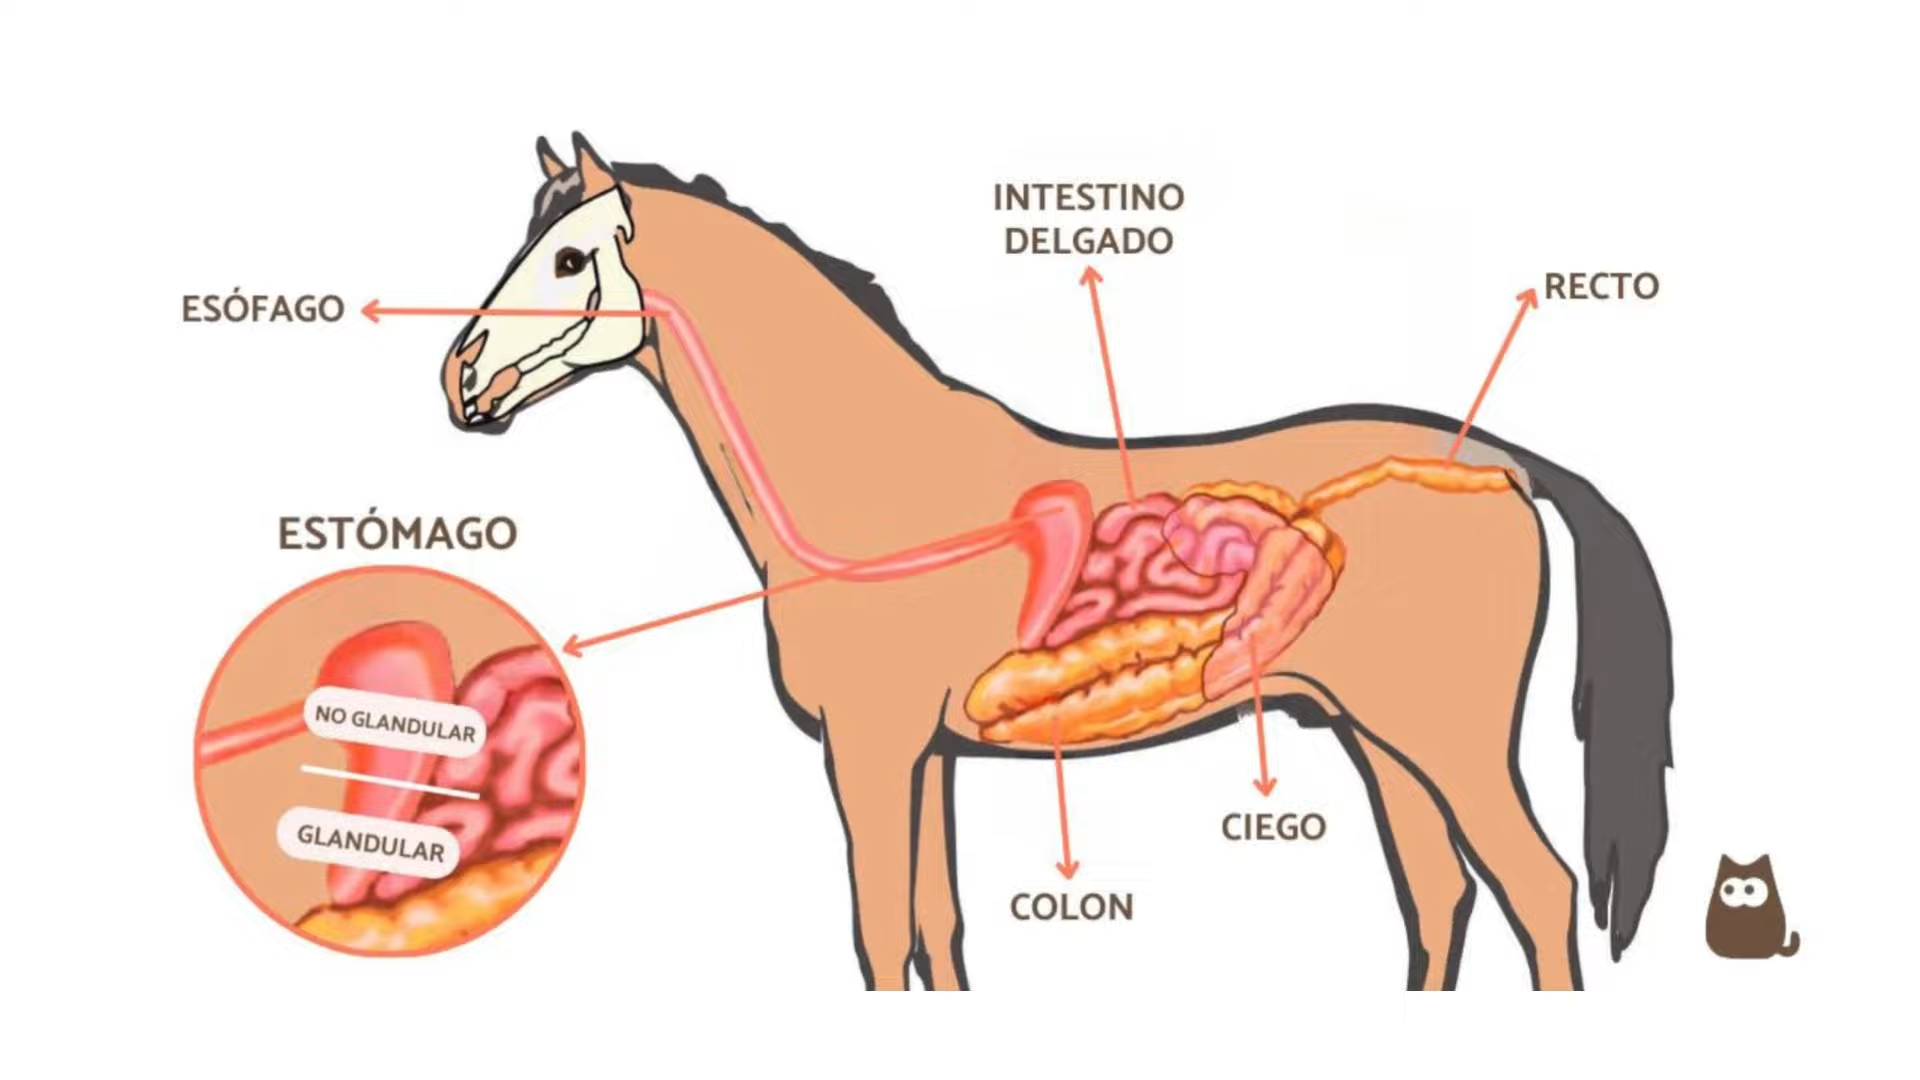 INTESTINO
DELGADO
RECTO
ESÓFAGO
ESTÓMAGO
NO GLANDULAR
GLANDULAR
CIEGO
COLON